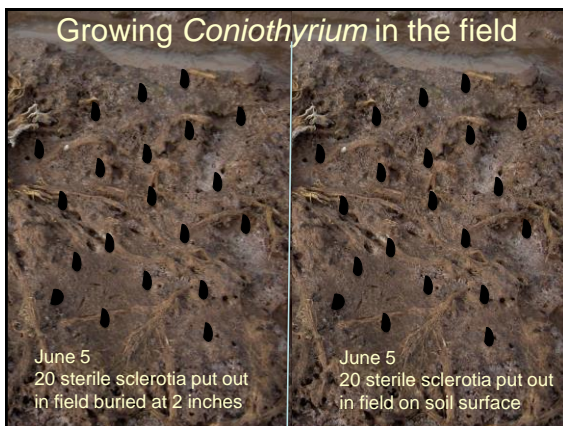 Growing Coniothyrium in the field
June 5
20 sterile sclerotia put out
in field buried at 2 inches
June 5
20 sterile sclerotia put out
in field on soil surface